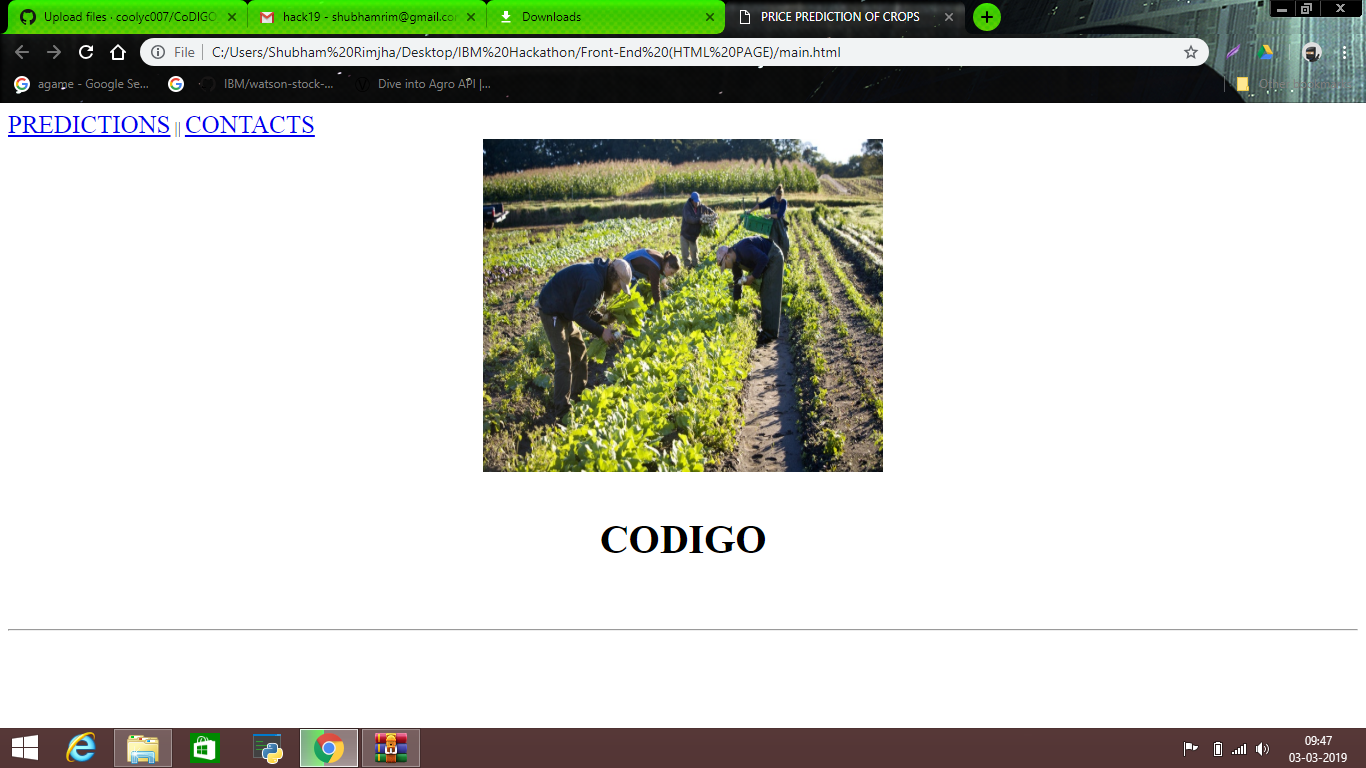 Upload files · coolyc007/CoDIGO
hack19 - shubhamrim@gmail.co
Downloads
PRICE PREDICTION OF CROPS
File
C:/Users/Shubham%20Rimjha/Desktop/IBM%20Hackathon/Front-End%20(HTML%20PAGE)/main.html
agame - Google Se...
IBM/watson-stock-...
Dive into Agro API |...
PREDICTIONS || CONTACTS
CODIGO
09:47
03-03-2019